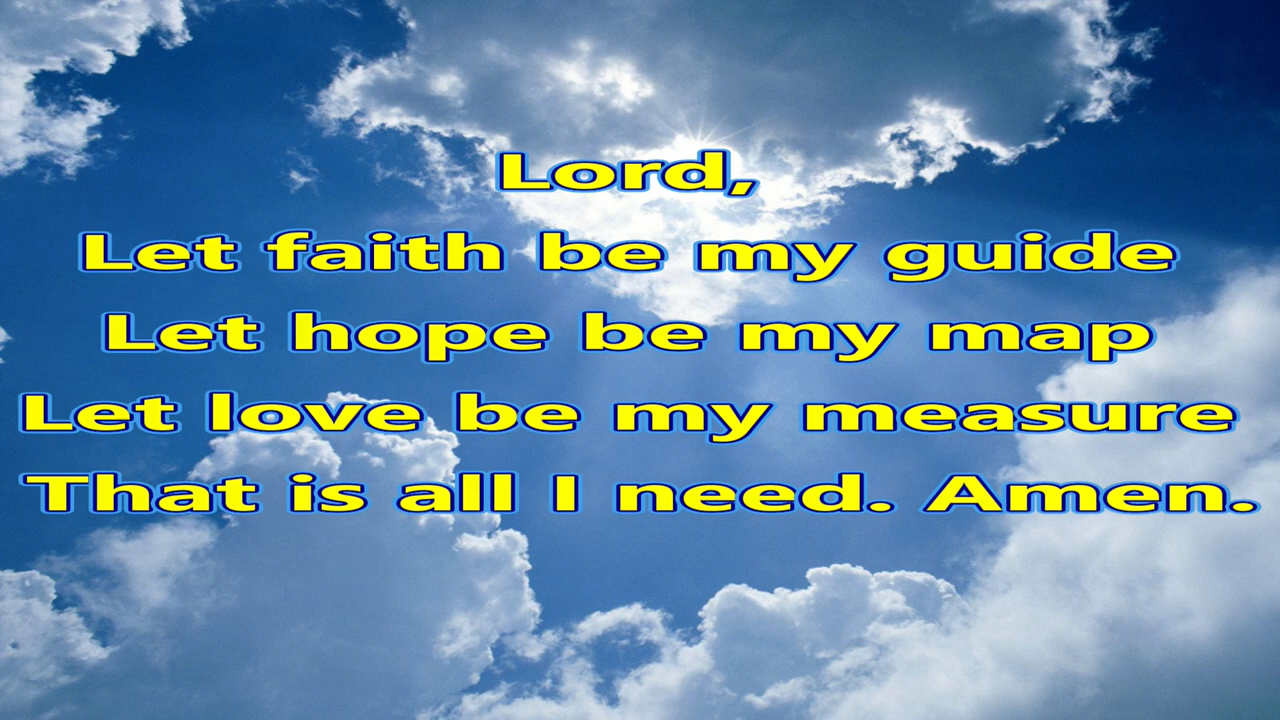 Lord,
Let faith be my guide
Let hope be my map
Let love be my measure
That is all I need. Amen.